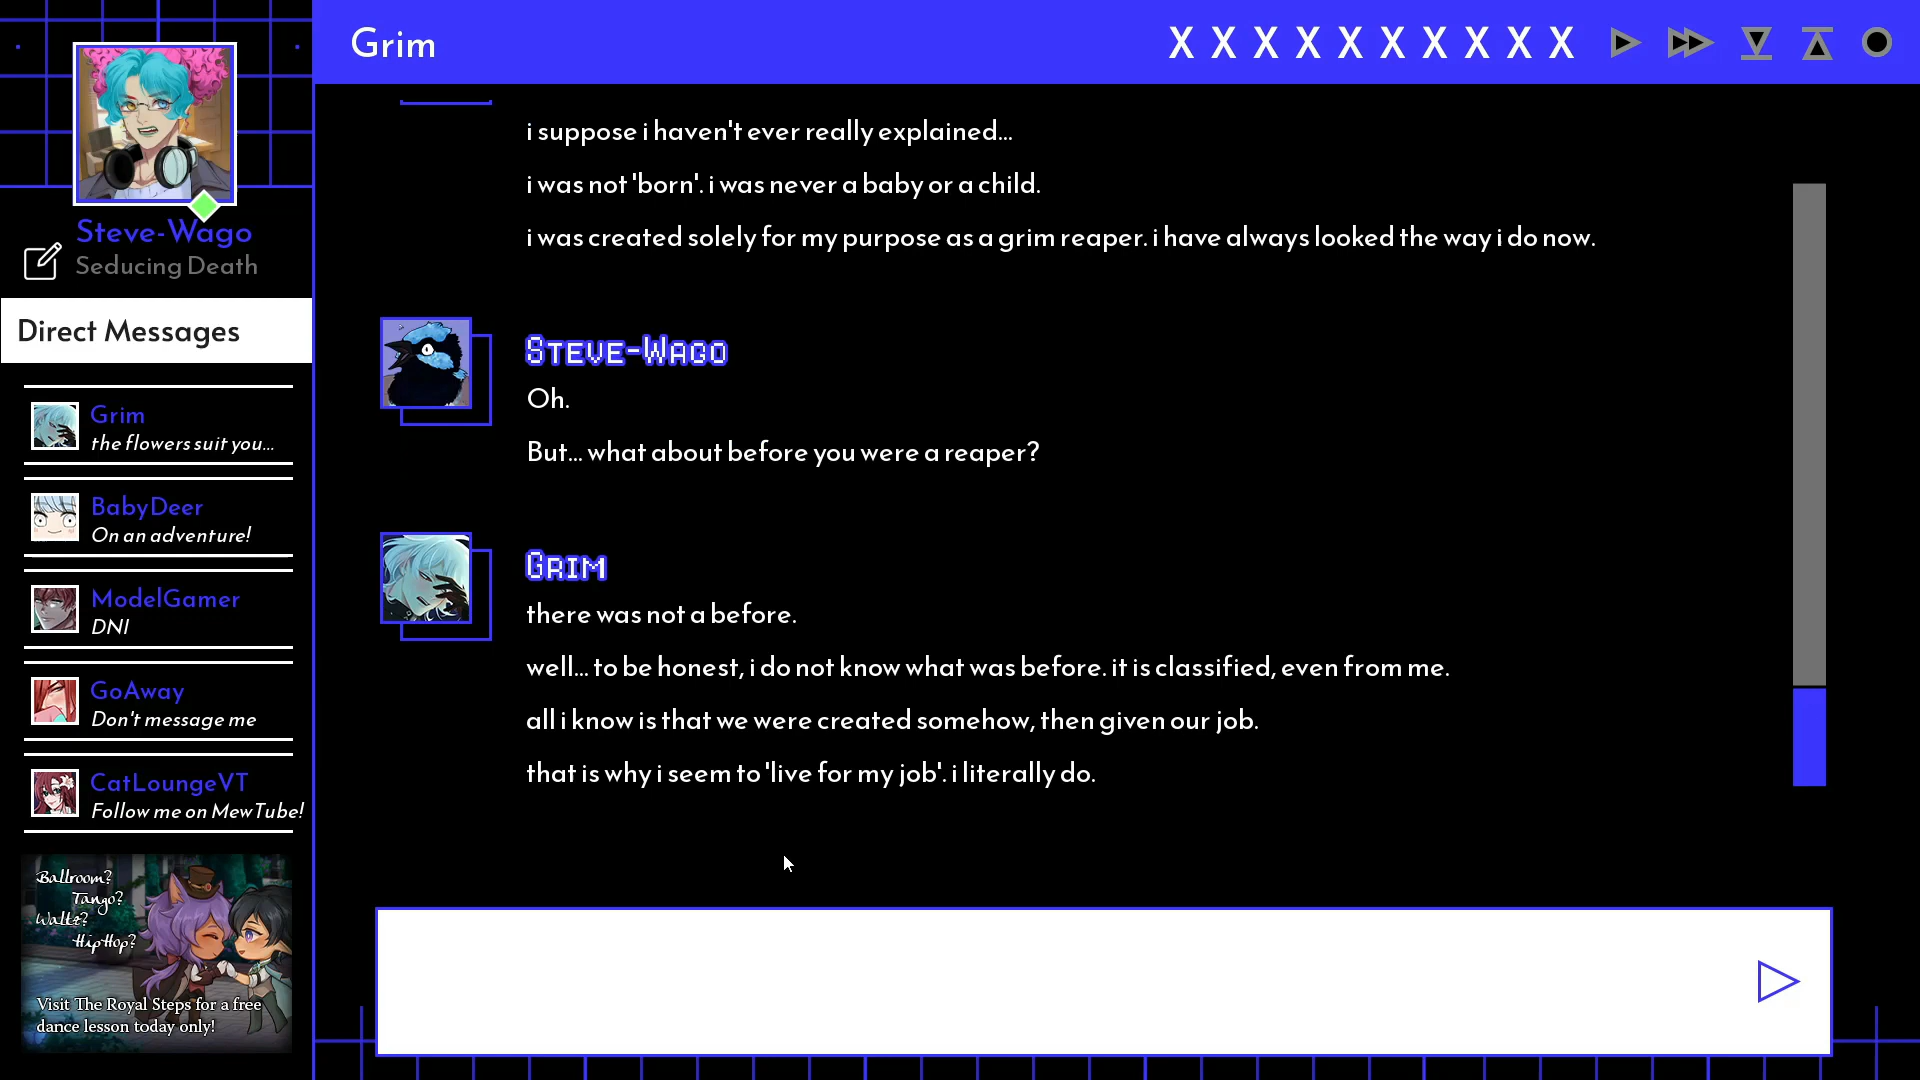 Grim
X X X X X X X X X X
Steve-Wago
Seducing Death
Direct Messages
Grim
the flowers suit you...
BabyDeer
On an adventure!
ModelGamer
DNI
GoAway
Don't message me
CatLoungeVT
Follow me on MewTube!
Ballroom?
Tango?
Waltz?
HipHop?
Visit The Royal Steps for a free
dance lesson today only!
i suppose i haven't ever really explained...
i was not 'born'. i was never a baby or a child.
i was created solely for my purpose as a grim reaper. i have always looked the way i do now.
Steve-Wago
Oh.
But... what about before you were a reaper?
Grim
there was not a before.
well... to be honest, i do not know what was before. it is classified, even from me.
all i know is that we were created somehow, then given our job.
that is why i seem to 'live for my job'. i literally do.